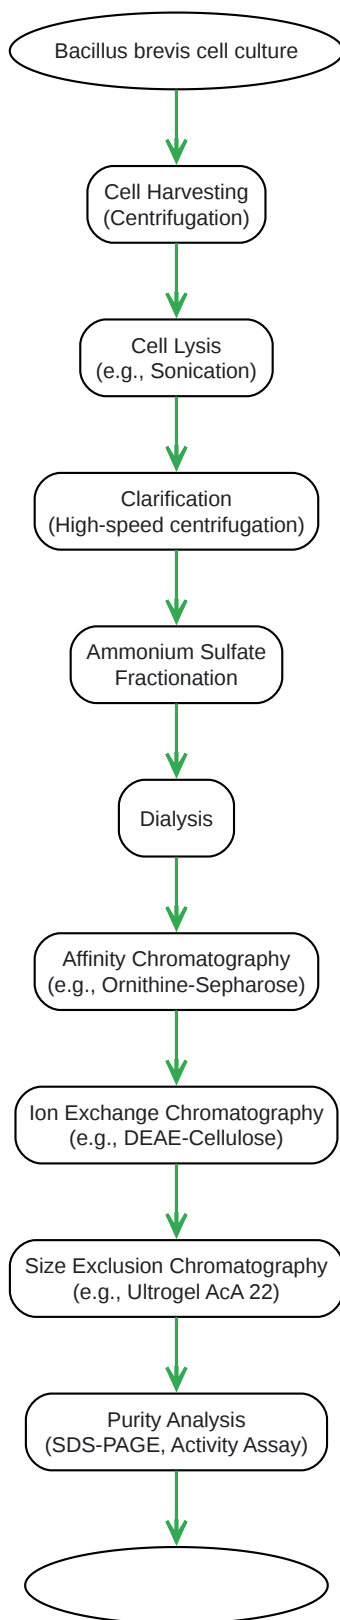 Bacillus brevis cell culture
Cell Harvesting
(Centrifugation)
Cell Lysis
(e.g., Sonication)
Clarification
(High-speed centrifugation)
Ammonium Sulfate
Fractionation
Dialysis
Affinity Chromatography
(e.g., Ornithine-Sepharose)
Ion Exchange Chromatography
(e.g., DEAE-Cellulose)
Size Exclusion Chromatography
(e.g., Ultrogel AcA 22)
Purity Analysis
(SDS-PAGE, Activity Assay)